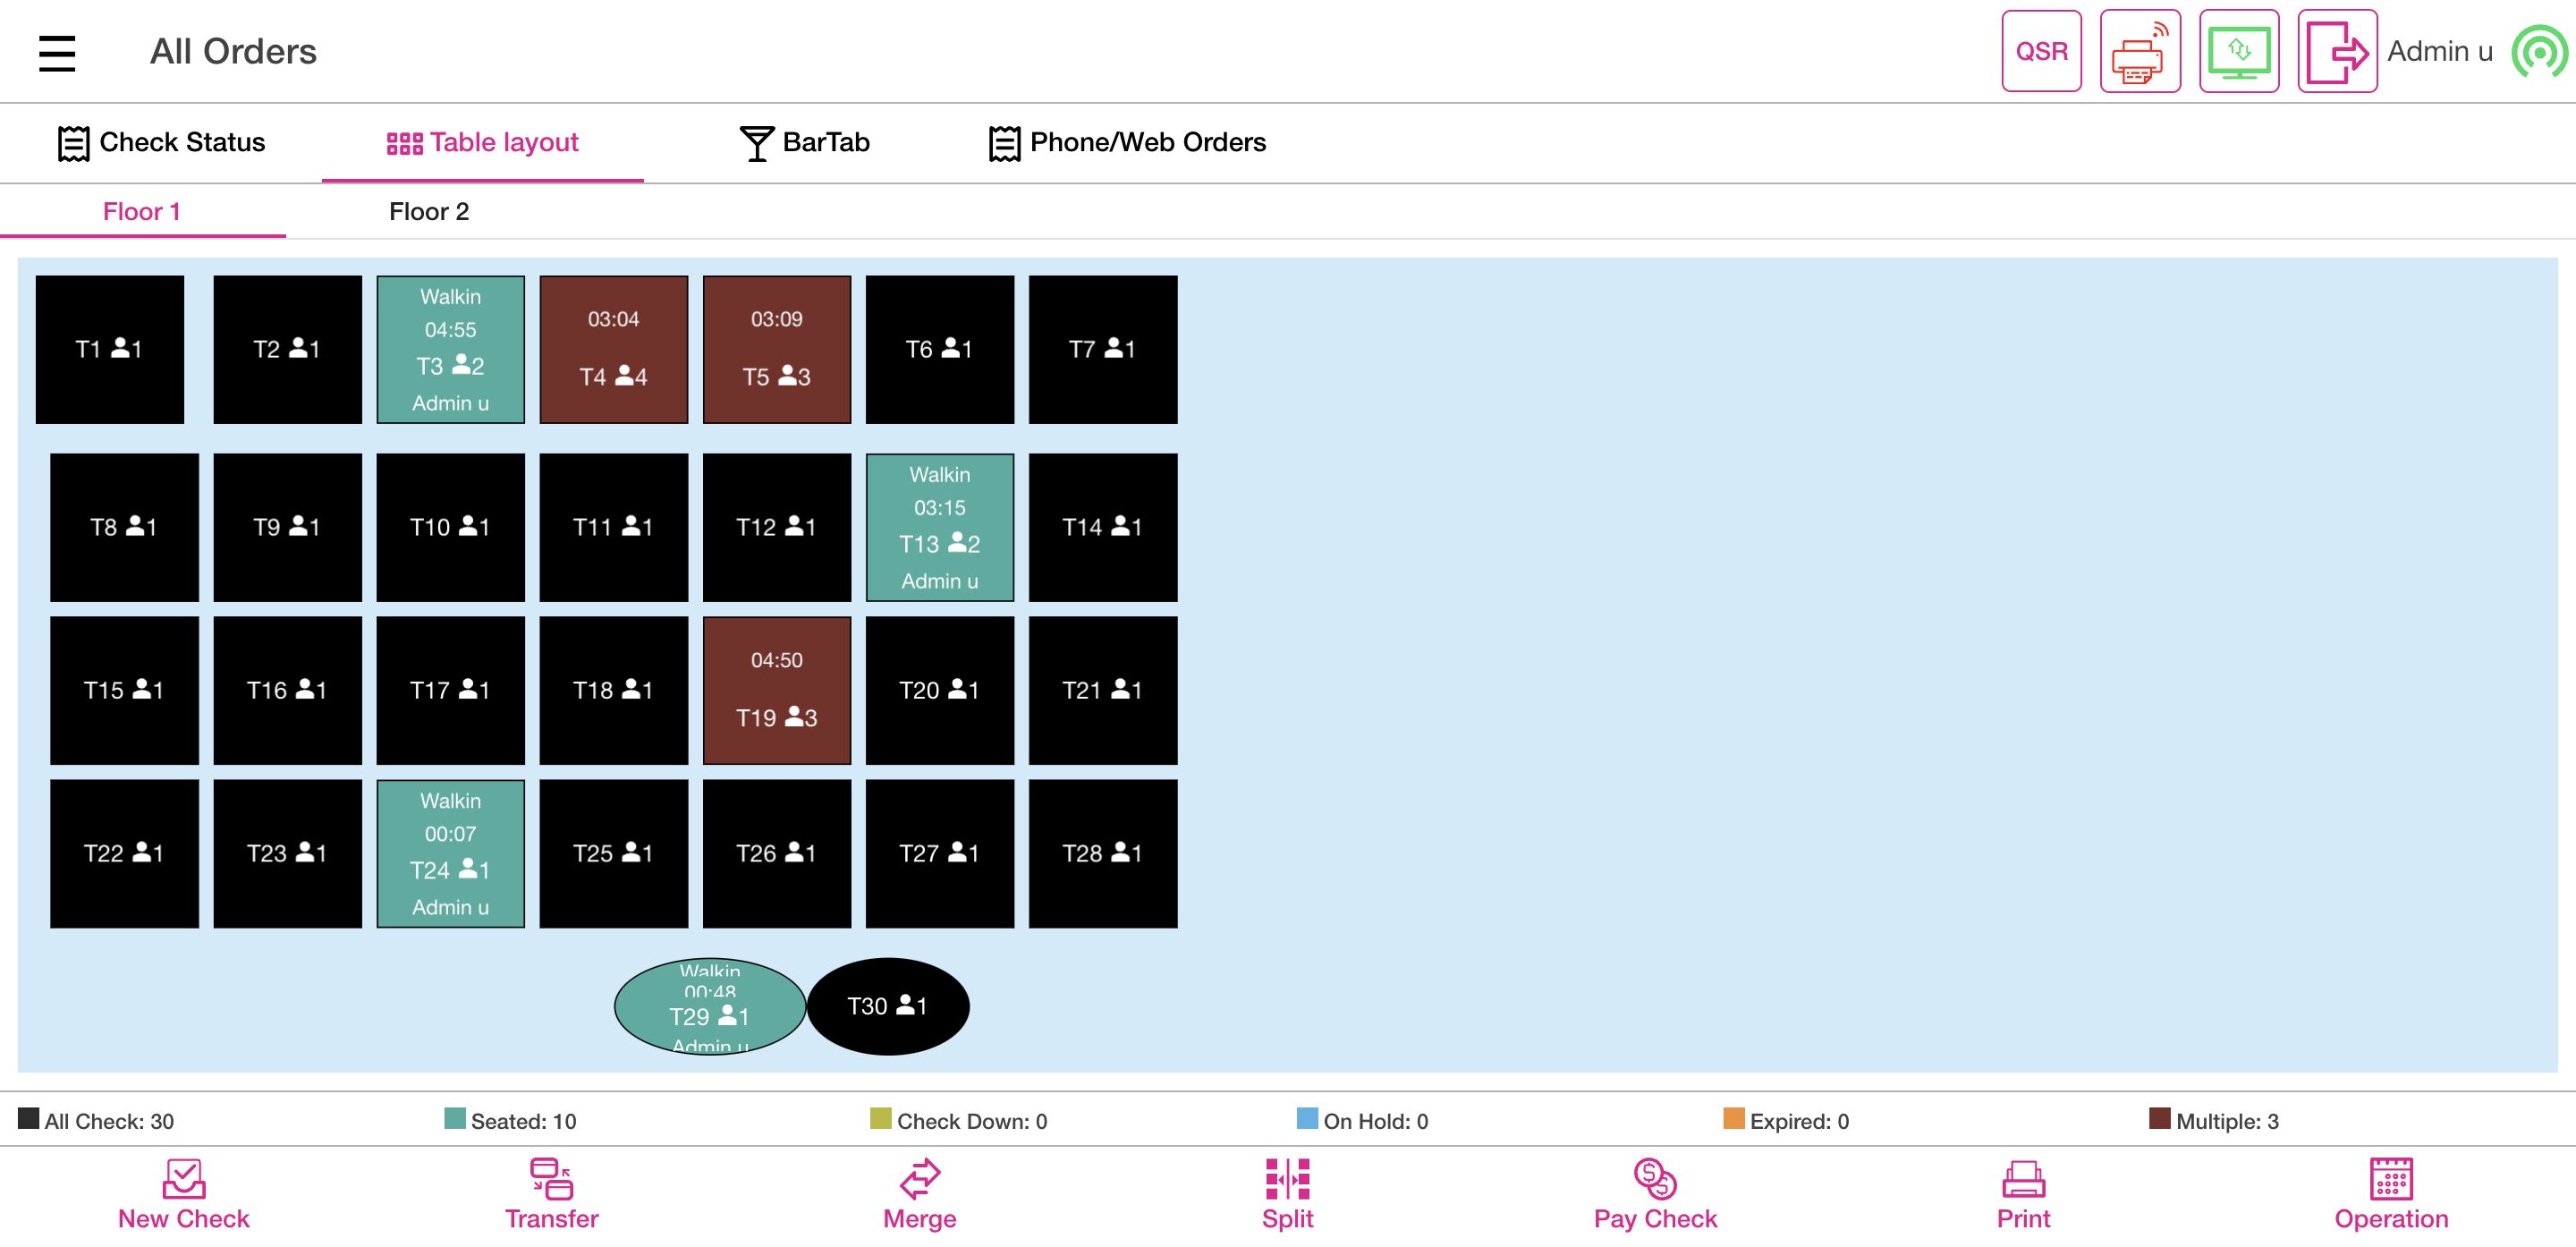 All Orders
QSR
Admin u
Check Status
Table layout
BarTab
Phone/Web Orders
Floor 1
Floor 2
T1 1
T2 1
Walkin
04:55
T3 2
Admin u
03:04
T4 4
03:09
T5 3
T6 1
T7 1
T8 1
T9 1
T10 1
T11 1
T12 1
Walkin
03:15
T13 2
Admin u
T14 1
T15 1
T16 1
T17 1
T18 1
04:50
T19 3
T20 1
T21 1
T22 1
T23 1
Walkin
00:07
T24 1
Admin u
T25 1
T26 1
T27 1
T28 1
Walkin
00:48
T29 1
Admin u
T30 1
All Check: 30
Seated: 10
Check Down: 0
On Hold: 0
Expired: 0
Multiple: 3
New Check
Transfer
Merge
Split
Pay Check
Print
Operation